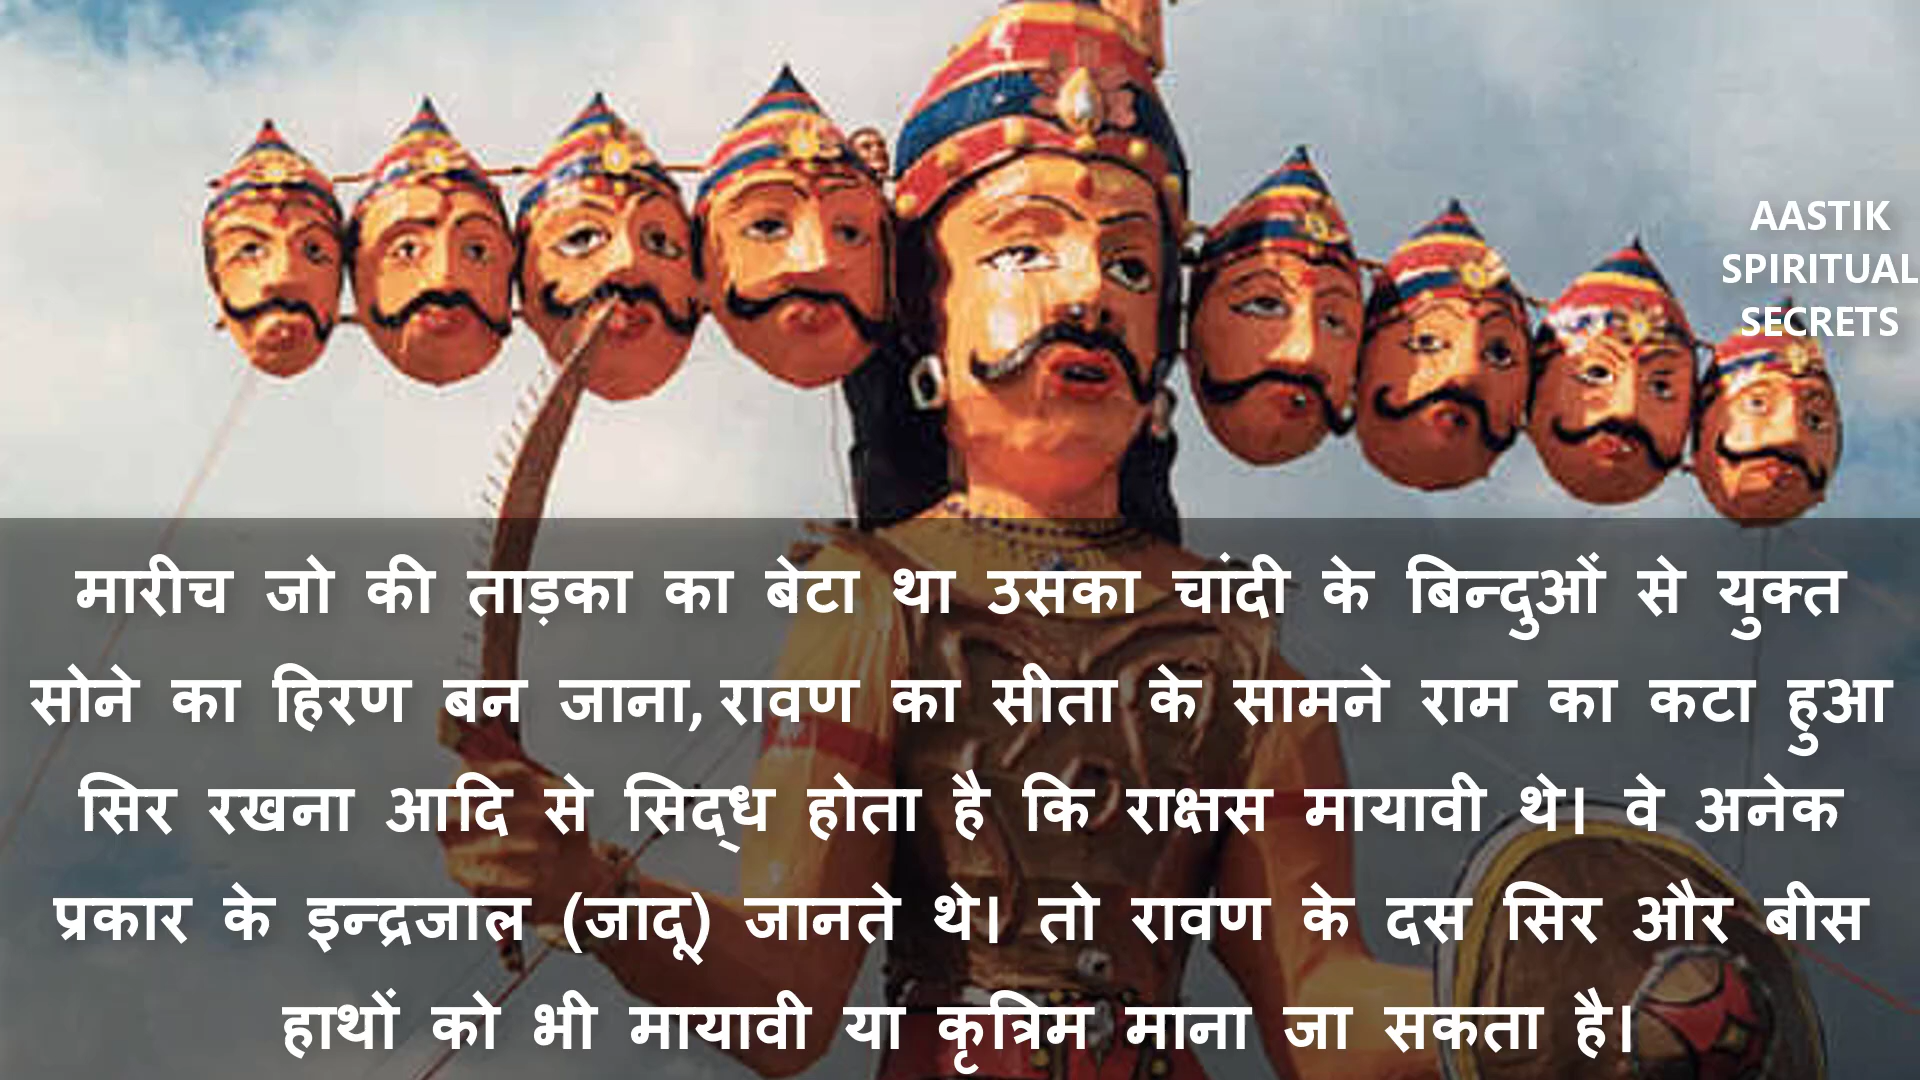 AASTIK
SPIRITUAL
SECRETS
मारीच जो की ताड़का का बेटा था उसका चांदी के बिन्दुओं से युक्त
सोने का हिरण बन जाना, रावण का सीता के सामने राम का कटा हुआ
सिर रखना आदि से सिद्ध होता है कि राक्षस मायावी थे। वे अनेक
प्रकार के इन्द्रजाल (जादू) जानते थे। तो रावण के दस सिर और बीस
हाथों को भी मायावी या कृत्रिम माना जा सकता है।